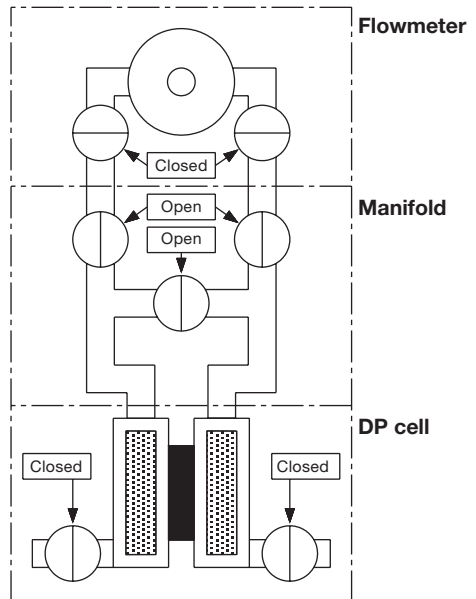 Flowmeter
Closed
Manifold
Open
Open
DP cell
Closed
Closed